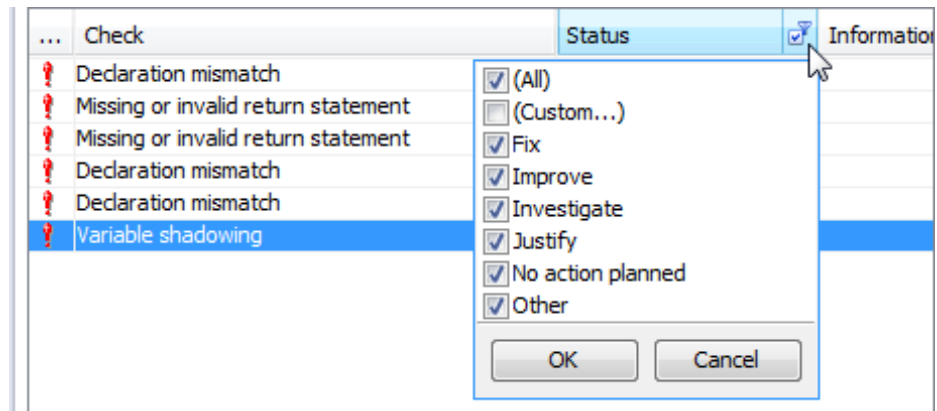 ... Check Status Information
Declaration mismatch
(All)
Missing or invalid return statement
(Custom...)
Missing or invalid return statement
Fix
Declaration mismatch
Improve
Declaration mismatch
Investigate
Variable shadowing
Justify
No action planned
Other
OK Cancel